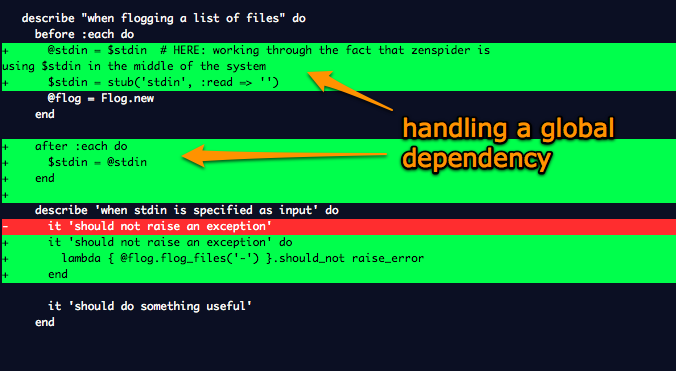 describe "when flogging a list of files" do
before :each do
+ @stdin = $stdin # HERE: working through the fact that zenspider is
using $stdin in the middle of the system
+ $stdin = stub('stdin', :read => '')
@flog = Flog.new
end
handling a global
dependency
+ after :each do
+ $stdin = @stdin
+ end
+
describe 'when stdin is specified as input' do
- it 'should not raise an exception'
+ it 'should not raise an exception' do
+ lambda { @flog.flog_files('-') }.should_not raise_error
+ end
it 'should do something useful'
end